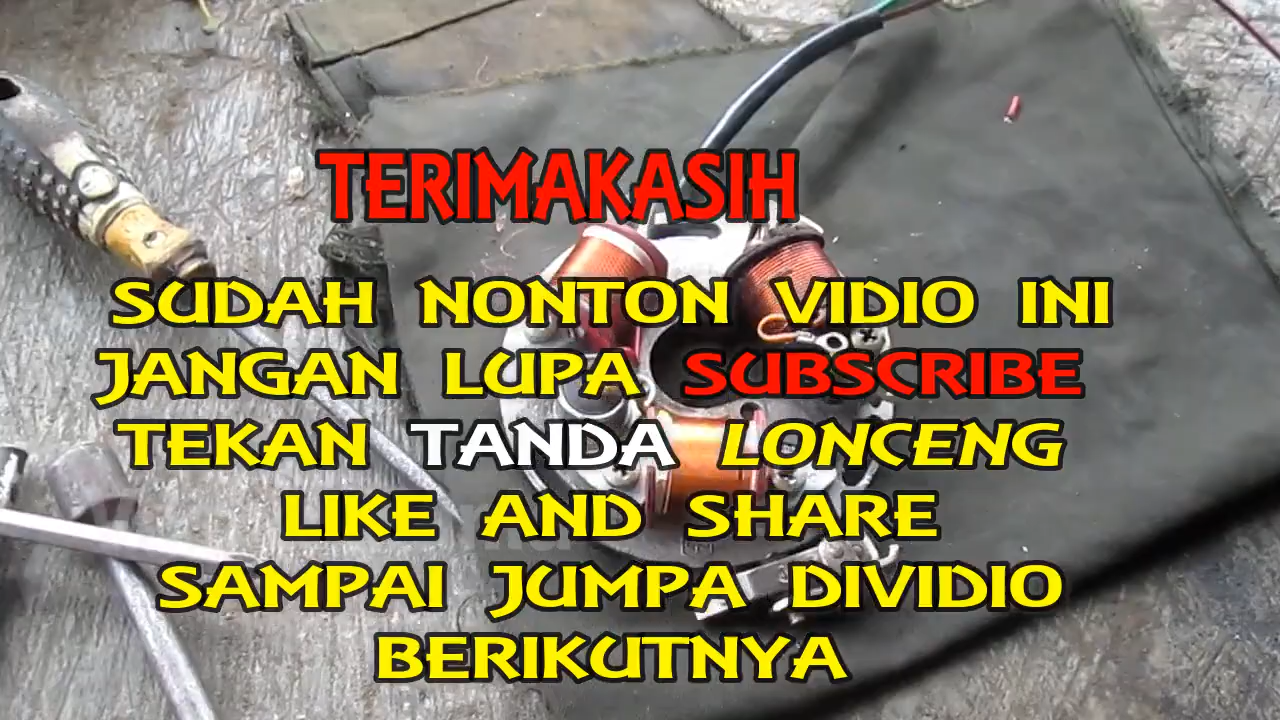 TERIMAKASIH
SUDAH NONTON VIDIO INI
JANGAN LUPA SUBSCRIBE
TEKAN TANDA LONCENG
LIKE AND SHARE
SAMPAI JUMPA DIVIDIO
BERIKUTNYA